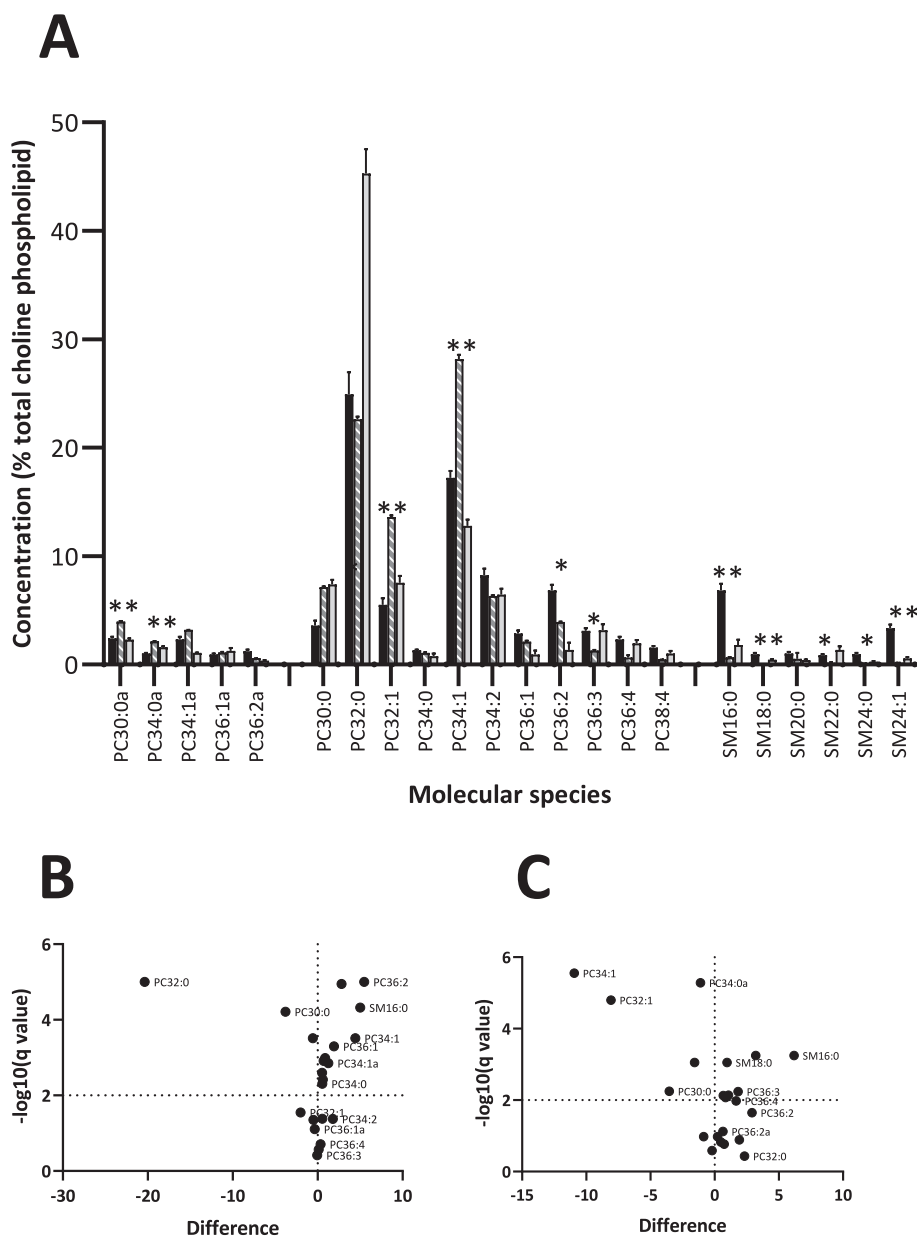 A
Concentration (% total choline phospholipid)
50
40
30
20
10
0
** ** ** ** * * ** ** * * **
PC30:0a PC34:0a PC34:1a PC36:1a PC36:2a PC30:0 PC32:0 PC32:1 PC34:0 PC34:1 PC34:2 PC36:1 PC36:2 PC36:3 PC36:4 PC38:4 SM16:0 SM18:0 SM20:0 SM22:0 SM24:0 SM24:1
Molecular species
B
-log10(q value)
6
4
2
0
PC32:0
PC36:2
SM16:0
PC30:0
PC34:1
PC36:1
PC34:1a
PC34:0
PC32:1
PC34:2
PC36:1a
PC36:4
PC36:3
-30 -20 -10 0 10
Difference
C
-log10(q value)
6
4
2
0
PC34:1
PC34:0a
PC32:1
SM16:0
SM18:0
PC30:0
PC36:3
PC36:4
PC36:2
PC36:2a
PC32:0
-15 -10 -5 0 5 10
Difference